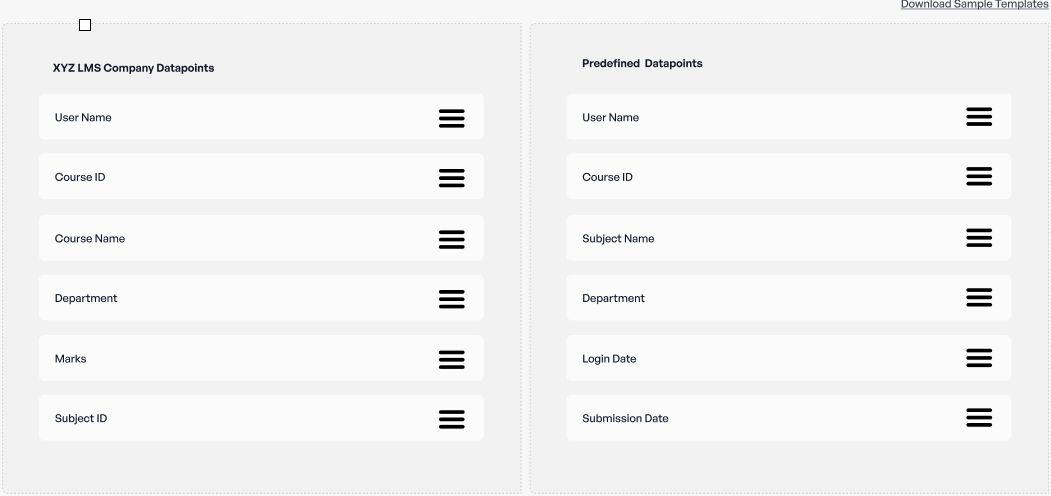 Download Sample Templates
XYZ LMS Company Datapoints
User Name
Course ID
Course Name
Department
Marks
Subject ID
Predefined Datapoints
User Name
Course ID
Subject Name
Department
Login Date
Submission Date